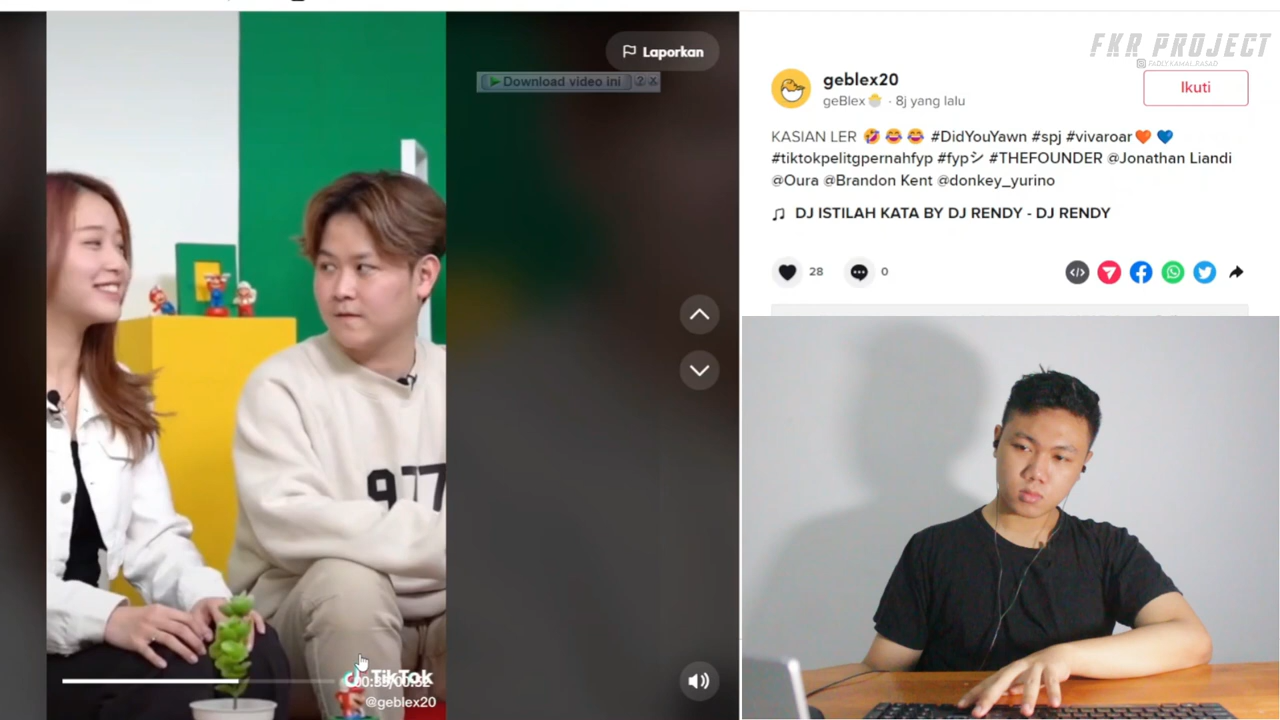 Laporkan
Download video ini
977
TikTok
@geblex20
FKR PROJECT
FADLYKAMALRASAD
geblex20
geBlex · 8j yang lalu
Ikuti
KASIAN LER 🤣😂😂 #DidYouYawn #spj #vivaroar🧡💙
#tiktokpelitgpernahfyp #fypシ #THEFOUNDER @Jonathan Liandi
@Oura @Brandon Kent @donkey_yurino
DJ ISTILAH KATA BY DJ RENDY - DJ RENDY
28
0